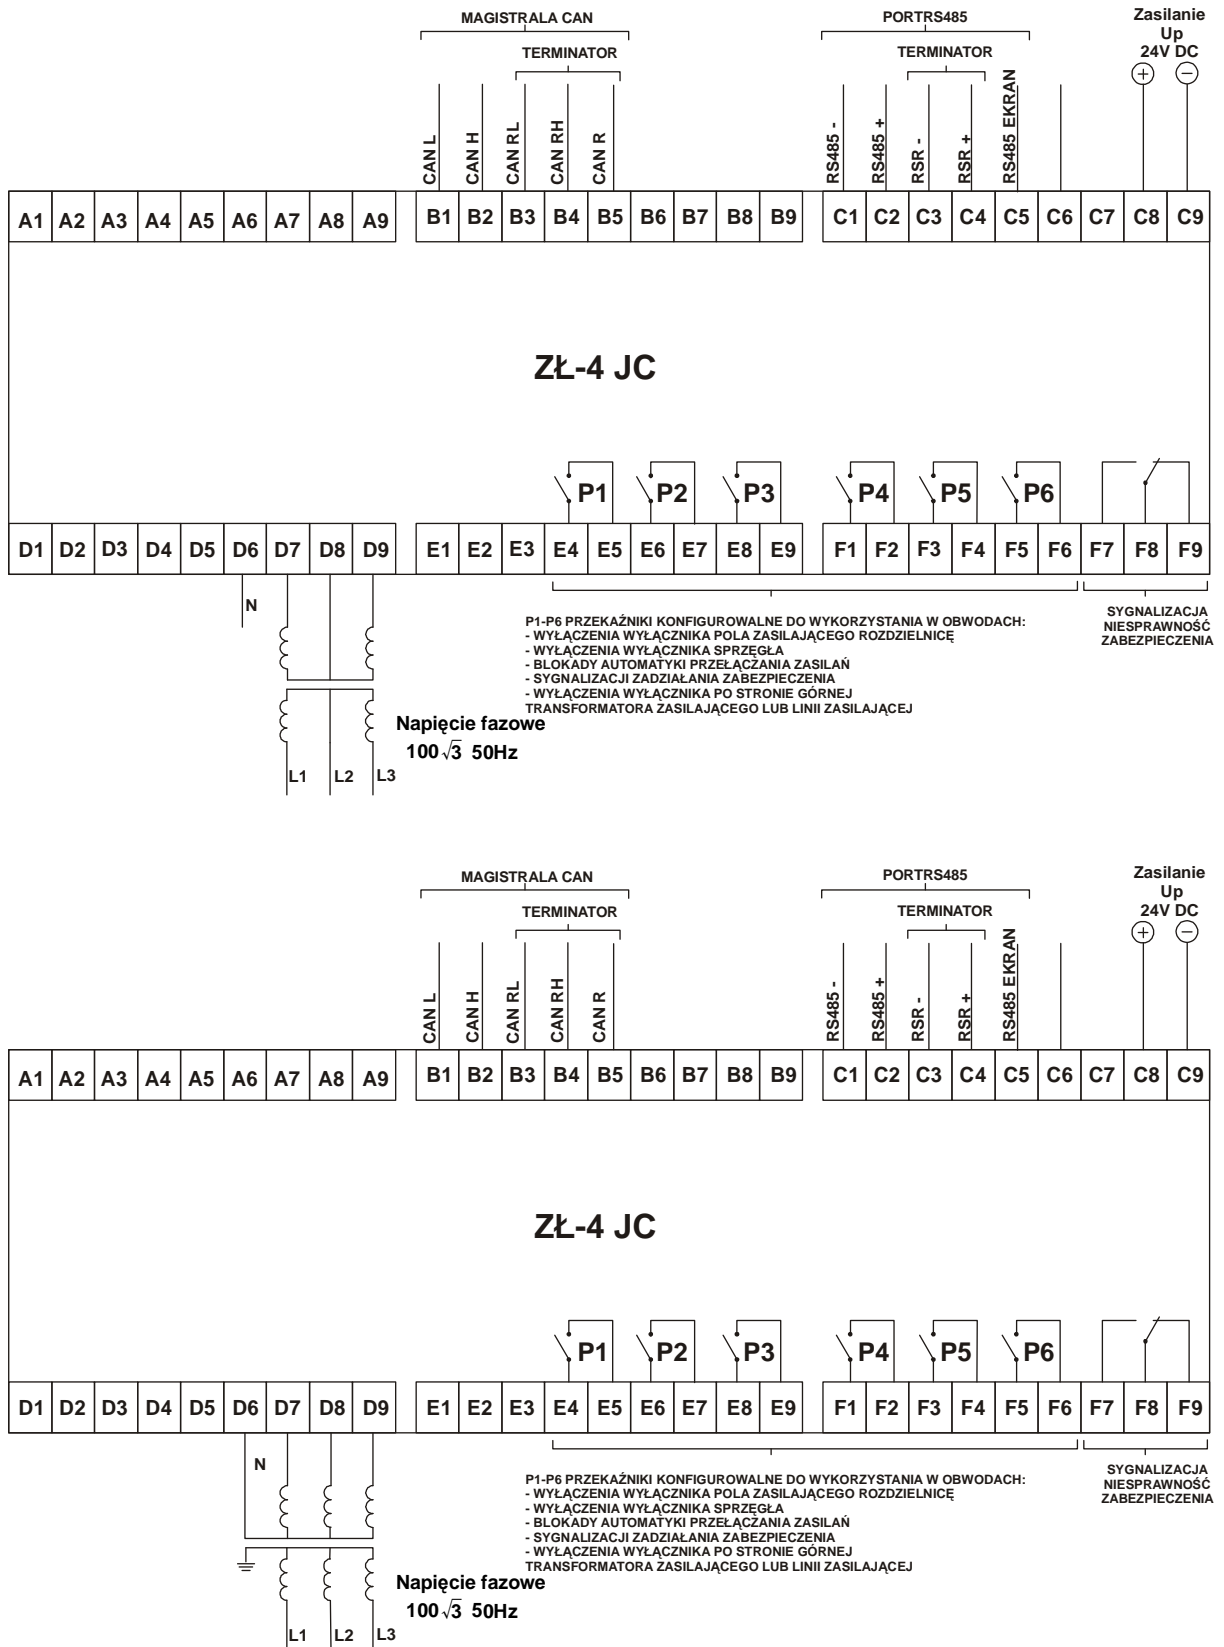 MAGISTRALA CAN
PORTRS485
Zasilanie
Up
24V DC
TERMINATOR
TERMINATOR
+ −
CAN L
CAN H
CAN RL
CAN RH
CAN R
RS485 -
RS485 +
RSR -
RSR +
RS485 EKRAN
A1 A2 A3 A4 A5 A6 A7 A8 A9 B1 B2 B3 B4 B5 B6 B7 B8 B9 C1 C2 C3 C4 C5 C6 C7 C8 C9
ZŁ-4 JC
P1 P2 P3 P4 P5 P6
D1 D2 D3 D4 D5 D6 D7 D8 D9 E1 E2 E3 E4 E5 E6 E7 E8 E9 F1 F2 F3 F4 F5 F6 F7 F8 F9
N
P1-P6 PRZEKAŹNIKI KONFIGUROWALNE DO WYKORZYSTANIA W OBWODACH:
- WYŁĄCZENIA WYŁĄCZNIKA POLA ZASILAJĄCEGO ROZDZIELNICĘ
- WYŁĄCZENIA WYŁĄCZNIKA SPRZĘGŁA
- BLOKADY AUTOMATYKI PRZEŁĄCZANIA ZASILAŃ
- SYGNALIZACJI ZADZIAŁANIA ZABEZPIECZENIA
- WYŁĄCZENIA WYŁĄCZNIKA PO STRONIE GÓRNEJ
TRANSFORMATORA ZASILAJĄCEGO LUB LINII ZASILAJĄCEJ
SYGNALIZACJA
NIESPRAWNOŚĆ
ZABEZPIECZENIA
Napięcie fazowe
100√3 50Hz
L1 L2 L3
MAGISTRALA CAN
PORTRS485
Zasilanie
Up
24V DC
TERMINATOR
TERMINATOR
+ −
CAN L
CAN H
CAN RL
CAN RH
CAN R
RS485 -
RS485 +
RSR -
RSR +
RS485 EKRAN
A1 A2 A3 A4 A5 A6 A7 A8 A9 B1 B2 B3 B4 B5 B6 B7 B8 B9 C1 C2 C3 C4 C5 C6 C7 C8 C9
ZŁ-4 JC
P1 P2 P3 P4 P5 P6
D1 D2 D3 D4 D5 D6 D7 D8 D9 E1 E2 E3 E4 E5 E6 E7 E8 E9 F1 F2 F3 F4 F5 F6 F7 F8 F9
N
P1-P6 PRZEKAŹNIKI KONFIGUROWALNE DO WYKORZYSTANIA W OBWODACH:
- WYŁĄCZENIA WYŁĄCZNIKA POLA ZASILAJĄCEGO ROZDZIELNICĘ
- WYŁĄCZENIA WYŁĄCZNIKA SPRZĘGŁA
- BLOKADY AUTOMATYKI PRZEŁĄCZANIA ZASILAŃ
- SYGNALIZACJI ZADZIAŁANIA ZABEZPIECZENIA
- WYŁĄCZENIA WYŁĄCZNIKA PO STRONIE GÓRNEJ
TRANSFORMATORA ZASILAJĄCEGO LUB LINII ZASILAJĄCEJ
SYGNALIZACJA
NIESPRAWNOŚĆ
ZABEZPIECZENIA
Napięcie fazowe
100√3 50Hz
L1 L2 L3